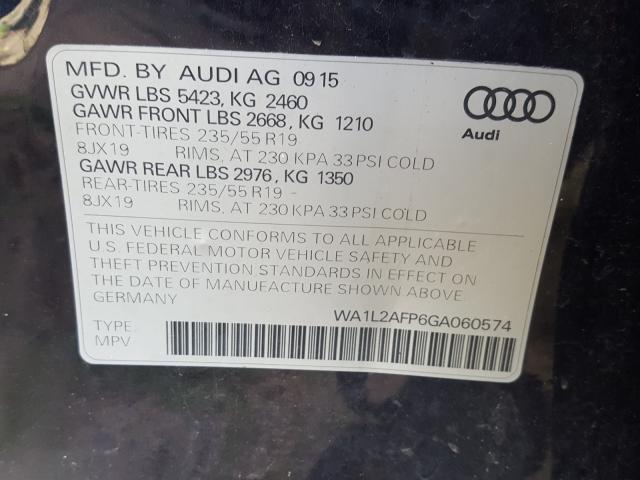 MFD. BY AUDI AG 09 15
GVWR LBS 5423, KG 2460
GAWR FRONT LBS 2668, KG 1210
FRONT-TIRES 235/55 R19
8JX19 RIMS, AT 230 KPA 33 PSI COLD
GAWR REAR LBS 2976, KG 1350
REAR-TIRES 235/55 R19
8JX19 RIMS, AT 230 KPA 33 PSI COLD
Audi
THIS VEHICLE CONFORMS TO ALL APPLICABLE
U.S. FEDERAL MOTOR VEHICLE SAFETY AND
THEFT PREVENTION STANDARDS IN EFFECT ON
THE DATE OF MANUFACTURE SHOWN ABOVE
GERMANY
WA1L2AFP6GA060574
TYPE:
MPV